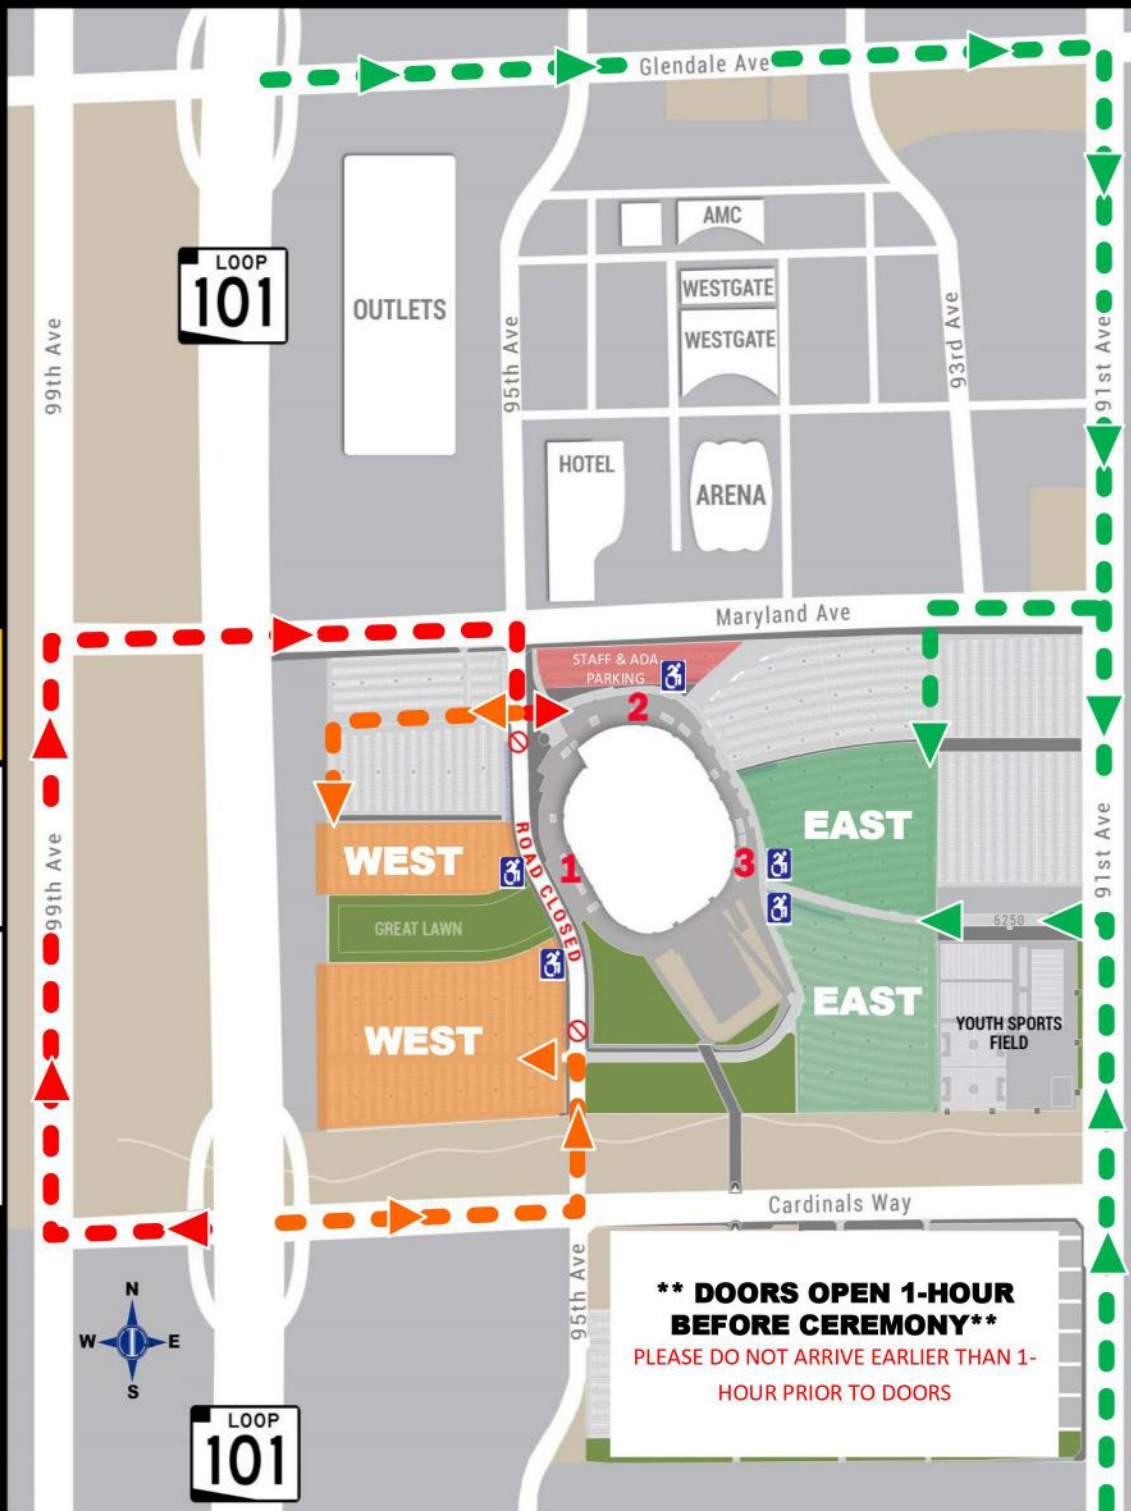 Glendale Ave
AMC
LOOP
101
OUTLETS
WESTGATE
WESTGATE
99th Ave
95th Ave
93rd Ave
91st Ave
HOTEL
ARENA
Maryland Ave
STAFF & ADA
PARKING
2
EAST
WEST
1
3
ROAD CLOSED
99th Ave
91st Ave
GREAT LAWN
6250
EAST
WEST
YOUTH SPORTS
FIELD
Cardinals Way
95th Ave
N
W
E
S
** DOORS OPEN 1-HOUR
BEFORE CEREMONY**
PLEASE DO NOT ARRIVE EARLIER THAN 1-
HOUR PRIOR TO DOORS
LOOP
101